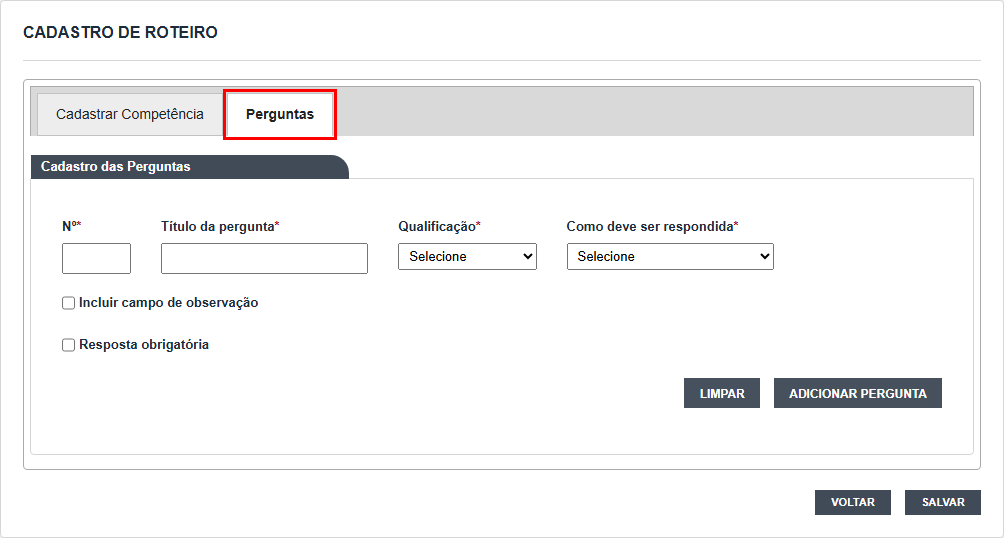 CADASTRO DE ROTEIRO
Cadastrar Competência Perguntas
Cadastro das Perguntas
Nº* Título da pergunta* Qualificação* Como deve ser respondida*
Selecione Selecione
Incluir campo de observação
Resposta obrigatória
LIMPAR ADICIONAR PERGUNTA
VOLTAR SALVAR